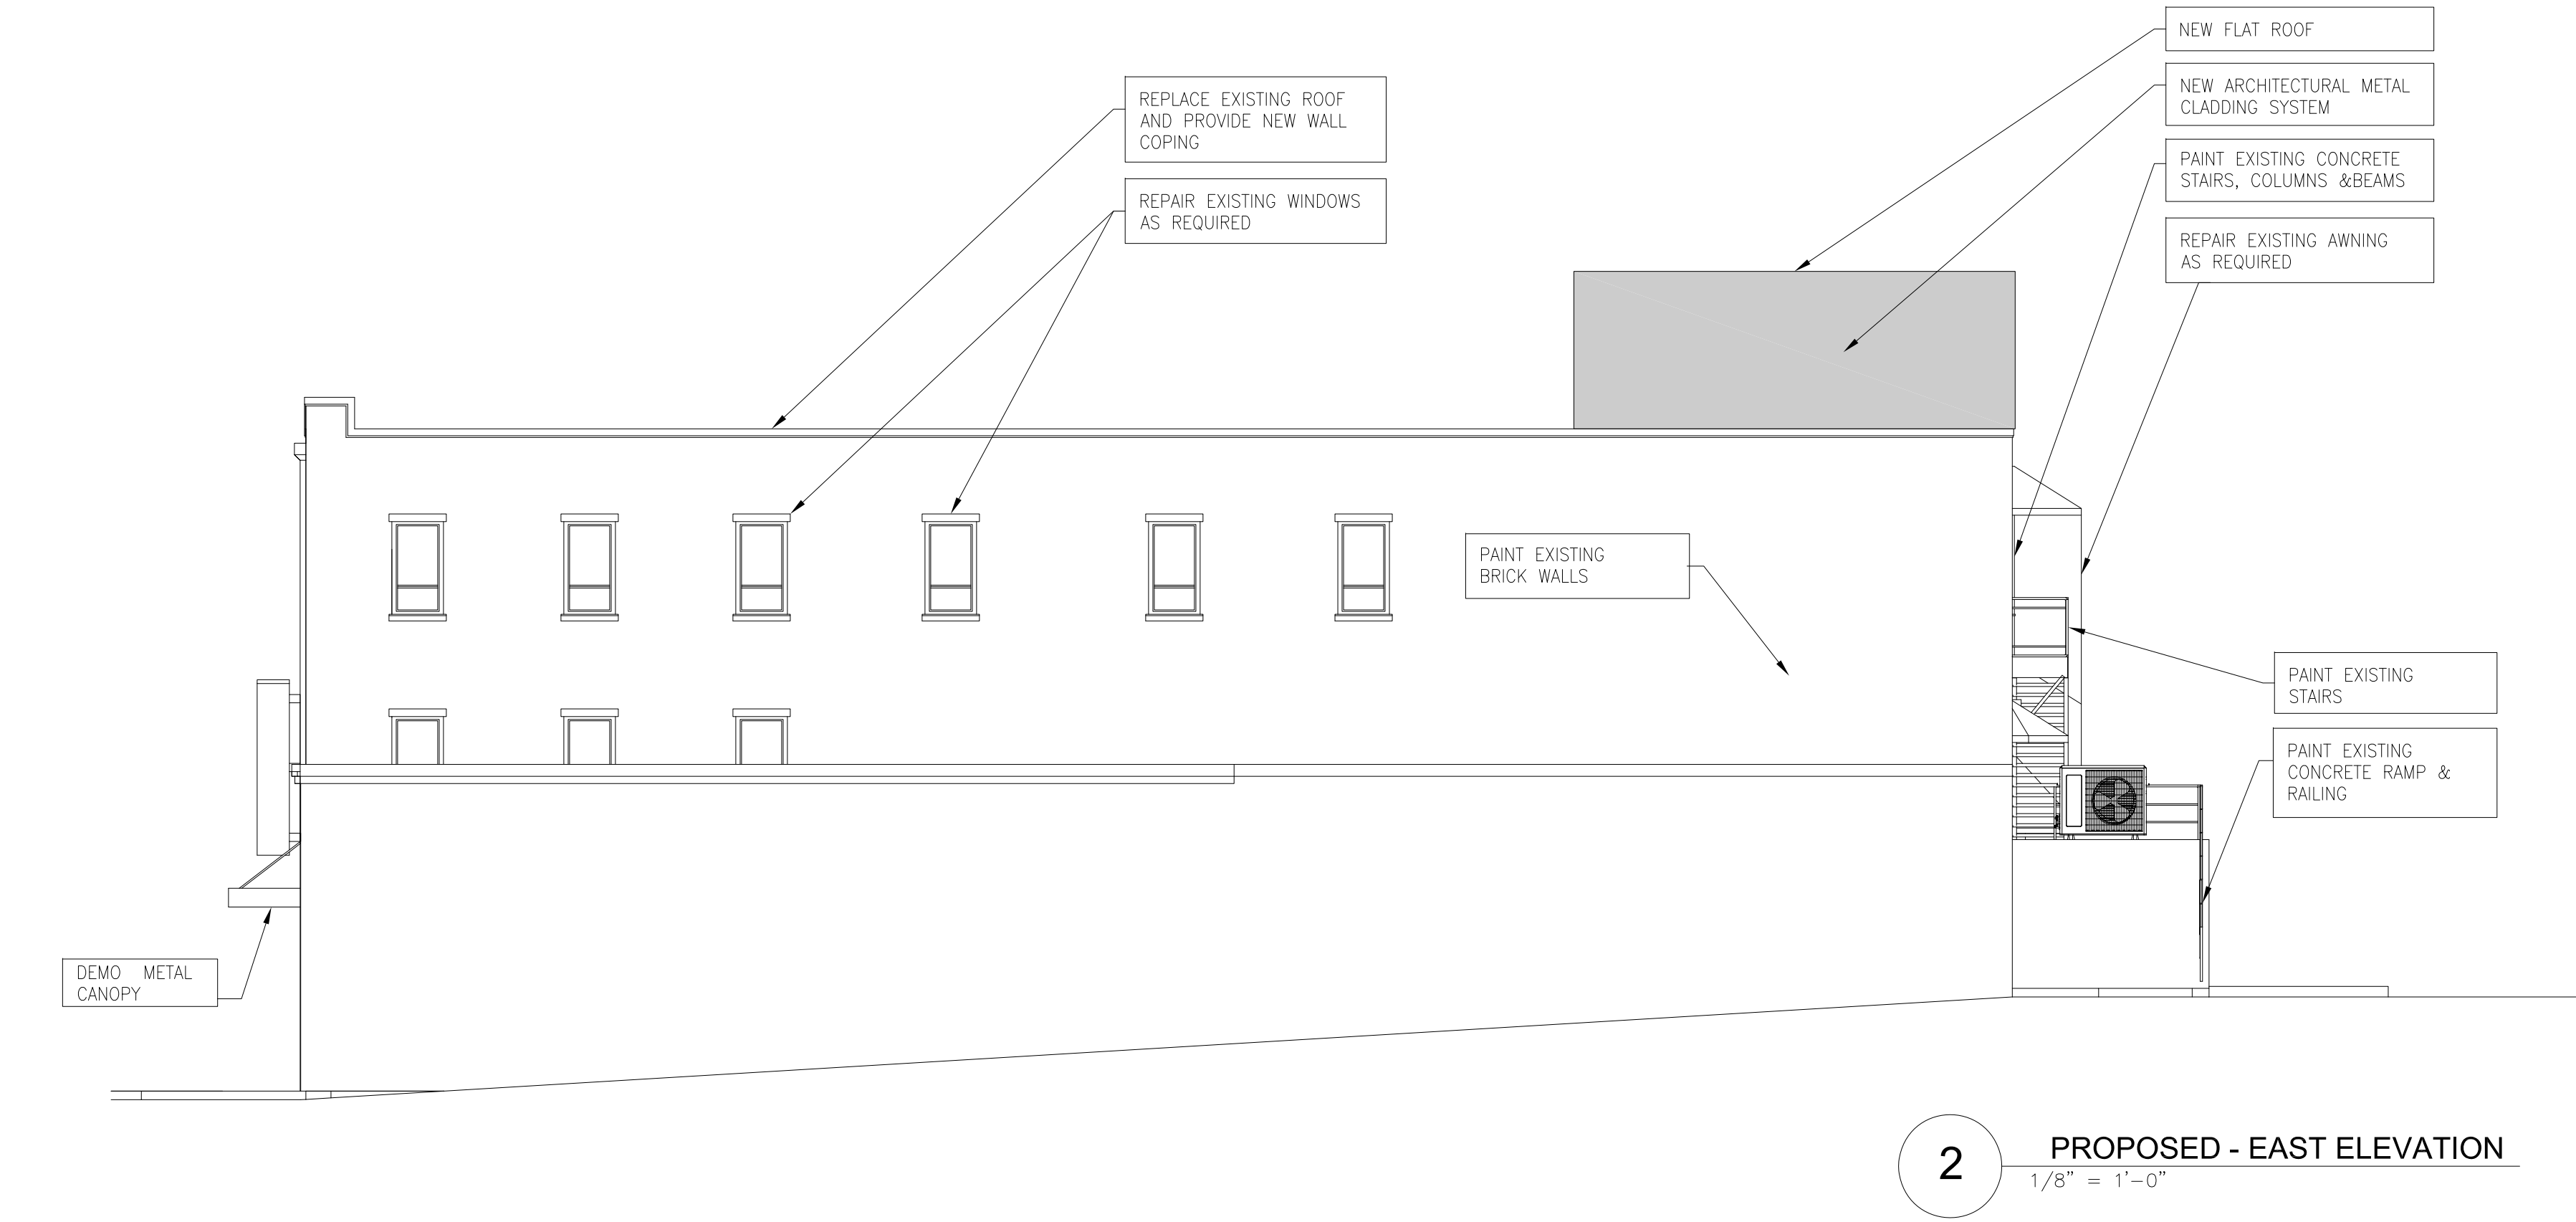 NEW FLAT ROOF
NEW ARCHITECTURAL METAL
CLADDING SYSTEM
REPLACE EXISTING ROOF
AND PROVIDE NEW WALL
COPING
PAINT EXISTING CONCRETE
STAIRS, COLUMNS &BEAMS
REPAIR EXISTING WINDOWS
AS REQUIRED
REPAIR EXISTING AWNING
AS REQUIRED
PAINT EXISTING
BRICK WALLS
PAINT EXISTING
STAIRS
PAINT EXISTING
CONCRETE RAMP &
RAILING
DEMO METAL
CANOPY
2
PROPOSED - EAST ELEVATION
1/8" = 1'-0"